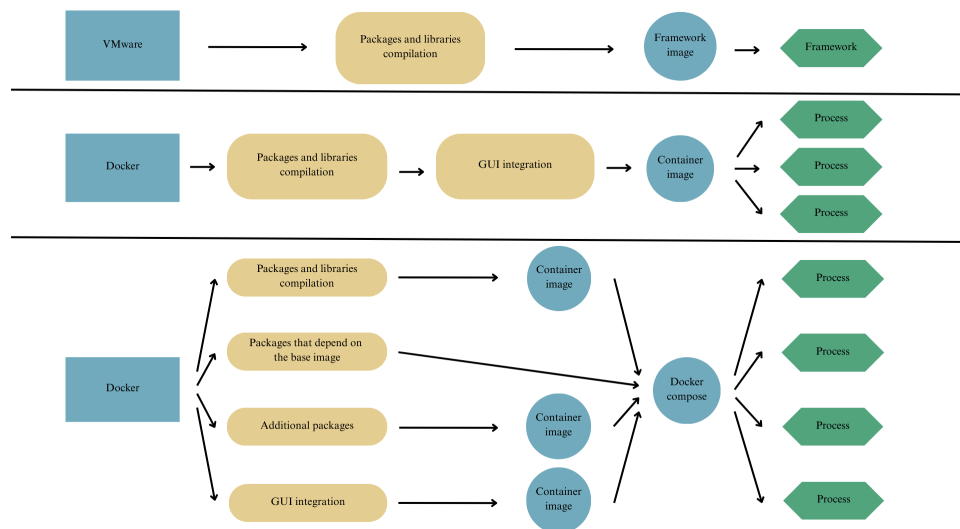 VMware
Packages and libraries
compilation
Framework
image
Framework
Docker
Packages and libraries
compilation
GUI integration
Container
image
Process
Process
Process
Docker
Packages and libraries
compilation
Container
image
Process
Packages that depend on
the base image
Docker
compose
Process
Additional packages
Container
image
Process
GUI integration
Container
image
Process